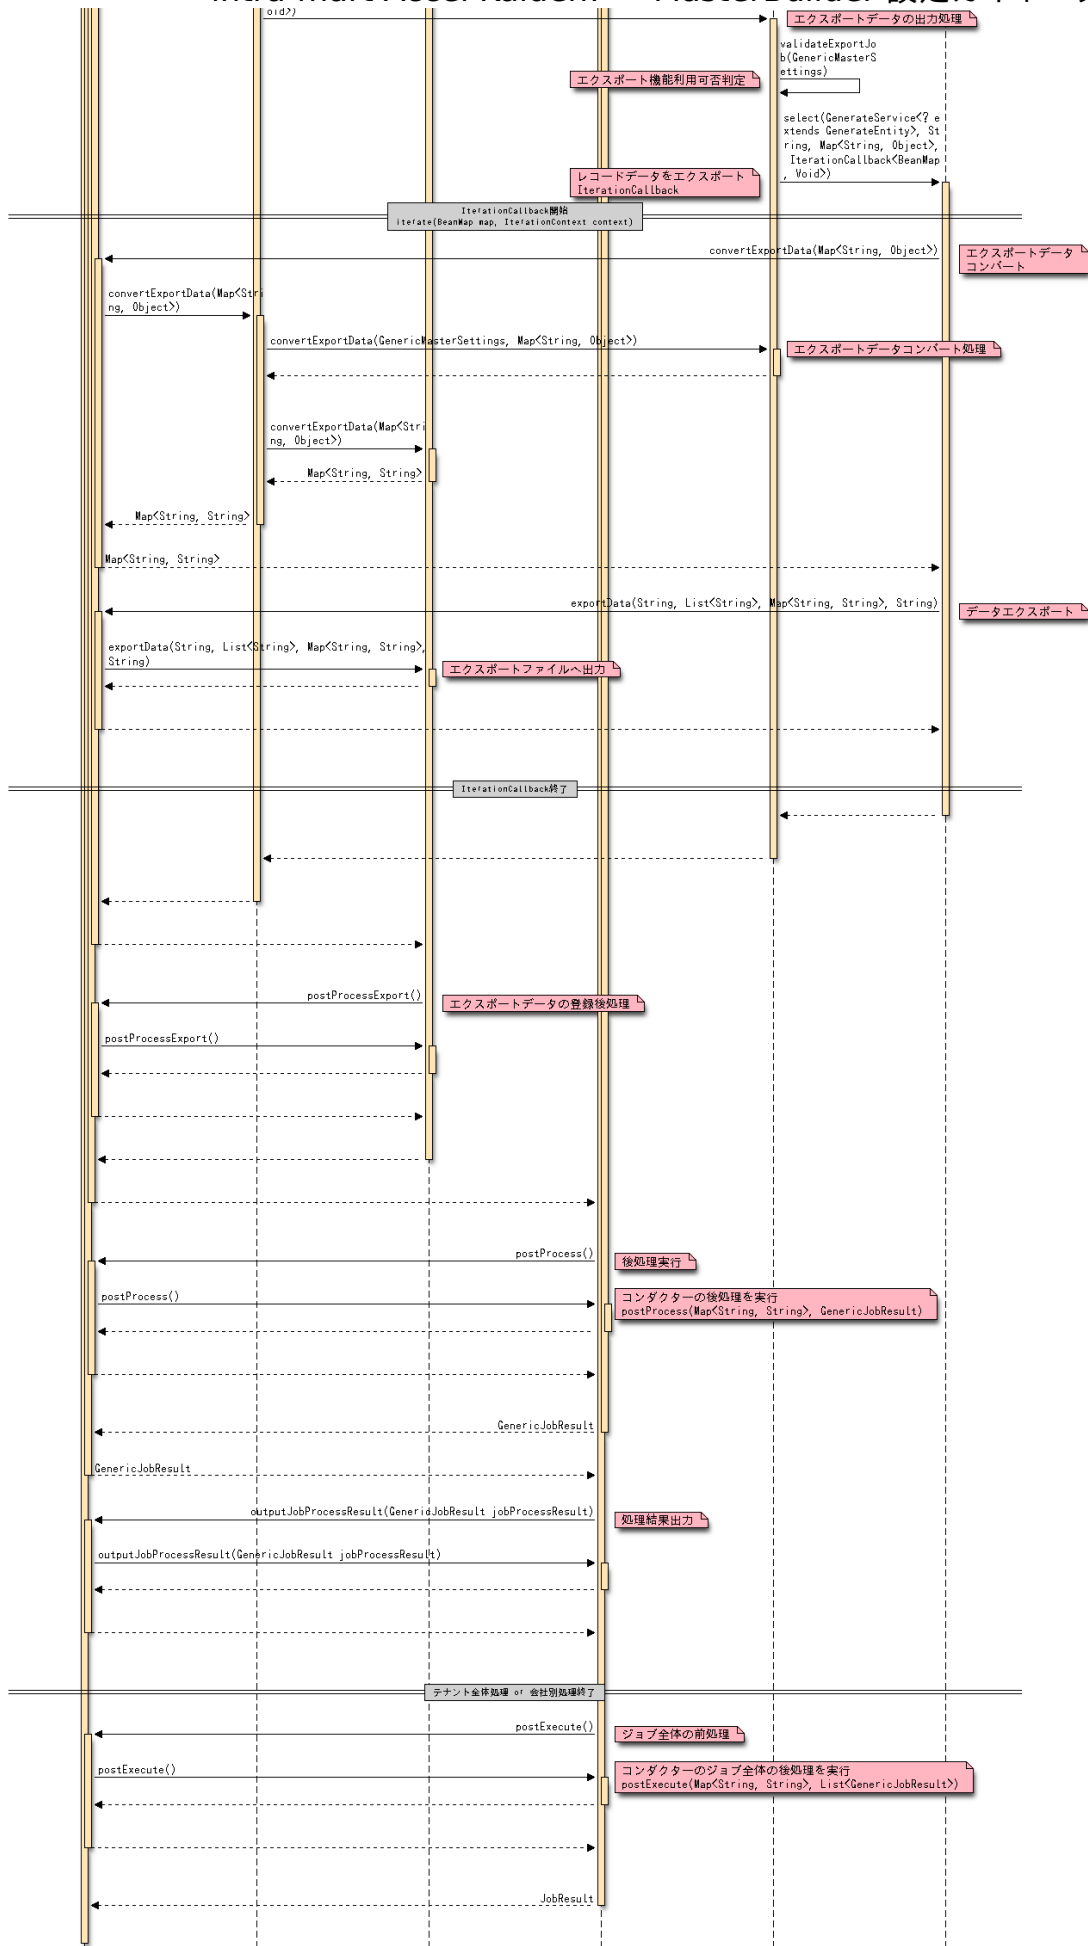 oid>)
エクスポートデータの出力処理
validateExportJo
b(GenericMasterS
ettings)
エクスポート機能利用可否判定
select(GenerateService<? e
xtends GenerateEntity>, St
ring, Map<String, Object>,
IterationCallback<BeanMap
, Void>)
レコードデータをエクスポート
IterationCallback
IterationCallback開始
iterate(BeanMap map, IterationContext context)
convertExportData(Map<String, Object>)
エクスポートデータ
コンバート
convertExportData(Map<Stri
ng, Object>)
convertExportData(GenericMasterSettings, Map<String, Object>)
エクスポートデータコンバート処理
convertExportData(Map<Stri
ng, Object>)
Map<String, String>
Map<String, String>
Map<String, String>
exportData(String, List<String>, Map<String, String>, String)
データエクスポート
exportData(String, List<String>, Map<String, String>,
String)
エクスポートファイルへ出力
IterationCallback終了
postProcessExport()
エクスポートデータの登録後処理
postProcessExport()
postProcess()
後処理実行
postProcess()
コンダクターの後処理を実行
postProcess(Map<String, String>, GenericJobResult)
GenericJobResult
GenericJobResult
outputJobProcessResult(GenericJobResult jobProcessResult)
処理結果出力
outputJobProcessResult(GenericJobResult jobProcessResult)
テナント全体処理 or 会社別処理終了
postExecute()
ジョブ全体の前処理
postExecute()
コンダクターのジョブ全体の後処理を実行
postExecute(Map<String, String>, List<GenericJobResult>)
JobResult